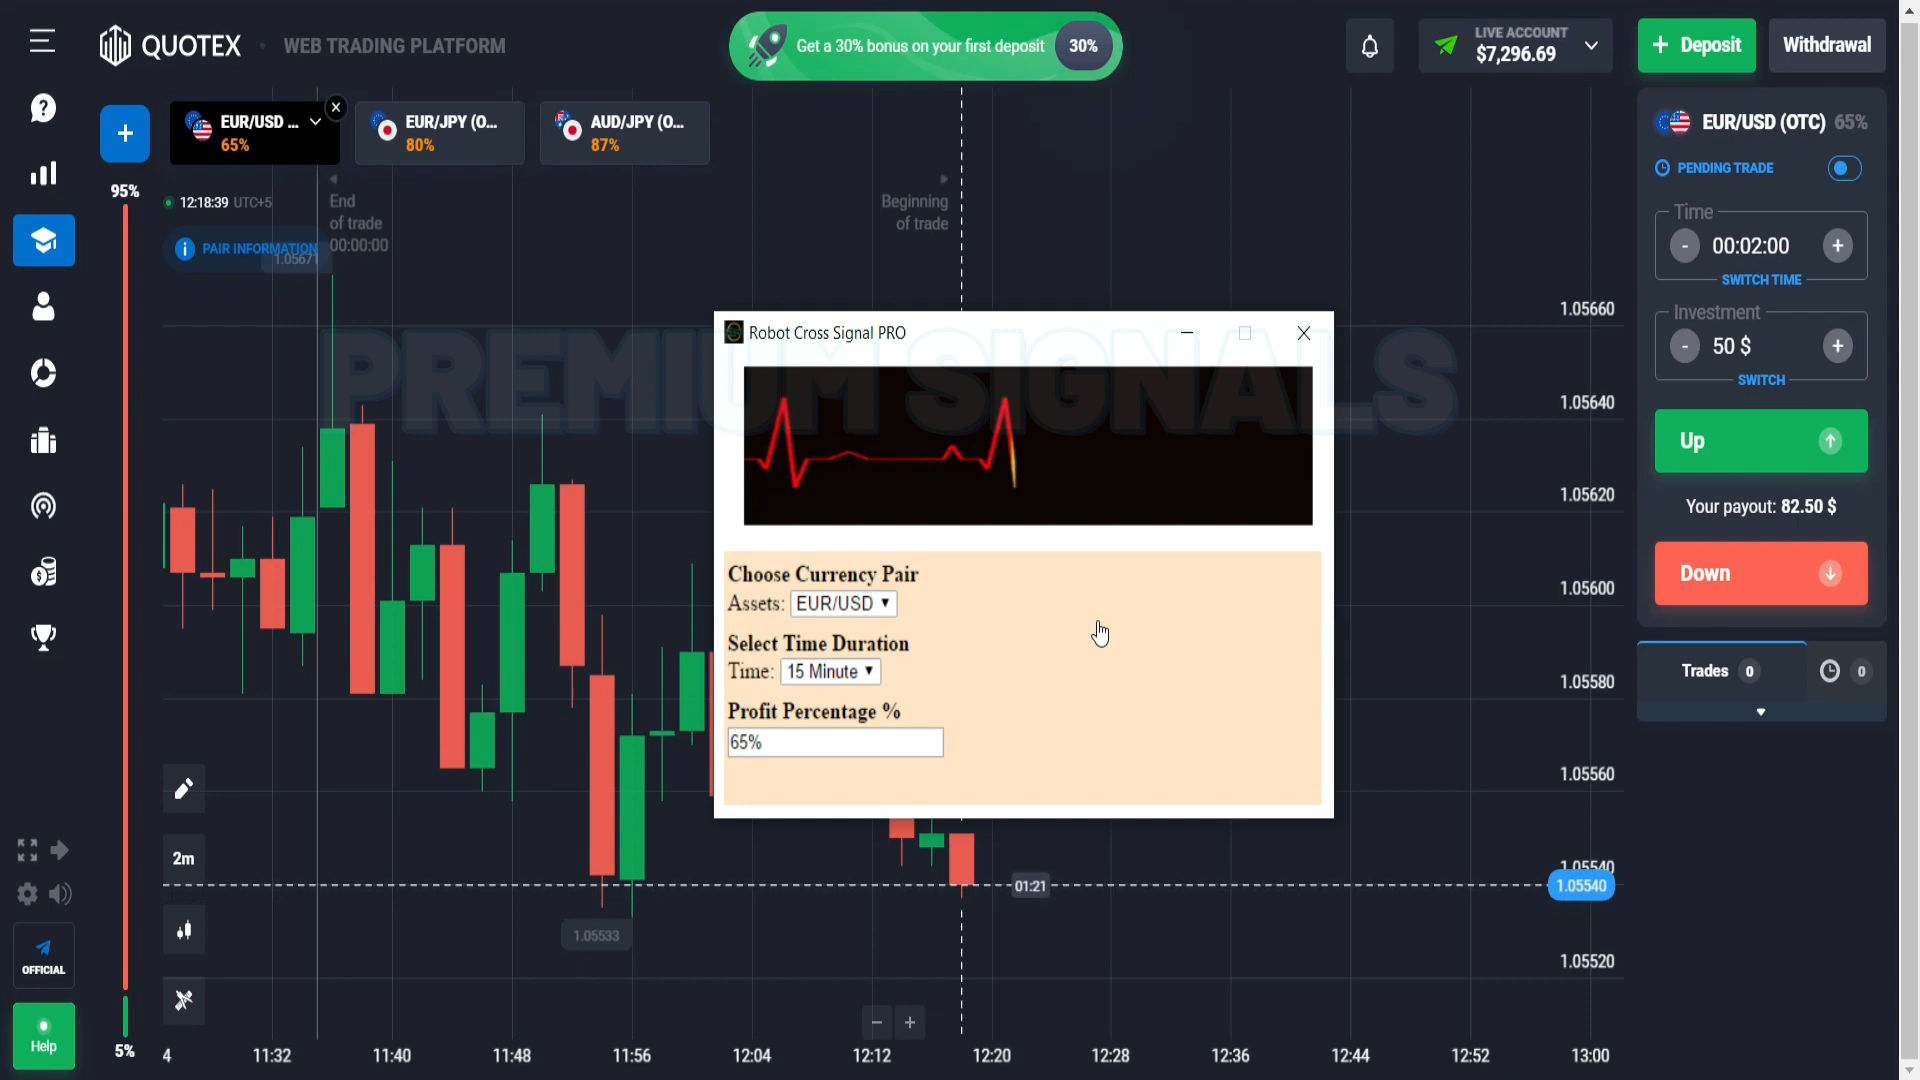 QUOTEX
WEB TRADING PLATFORM
Get a 30% bonus on your first deposit 30%
LIVE ACCOUNT
$7,296.69
+ Deposit
Withdrawal
EUR/USD ...
65%
EUR/JPY (O...
80%
AUD/JPY (O...
87%
95%
12:18:39 UTC+5
PAIR INFORMATION
1.05671
End
of trade
00:00:00
Beginning
of trade
PREMIUM SIGNALS
Robot Cross Signal PRO
Choose Currency Pair
Assets: EUR/USD
Select Time Duration
Time: 15 Minute
Profit Percentage %
65%
EUR/USD (OTC) 65%
PENDING TRADE
Time
- 00:02:00 +
SWITCH TIME
Investment
- 50 $ +
SWITCH
Up
Your payout: 82.50 $
Down
Trades 0
0
1.05660
1.05640
1.05620
1.05600
1.05580
1.05560
1.05540
1.05540
1.05520
01:21
1.05533
2m
OFFICIAL
Help
5%
4 11:32 11:40 11:48 11:56 12:04 12:12 12:20 12:28 12:36 12:44 12:52 13:00